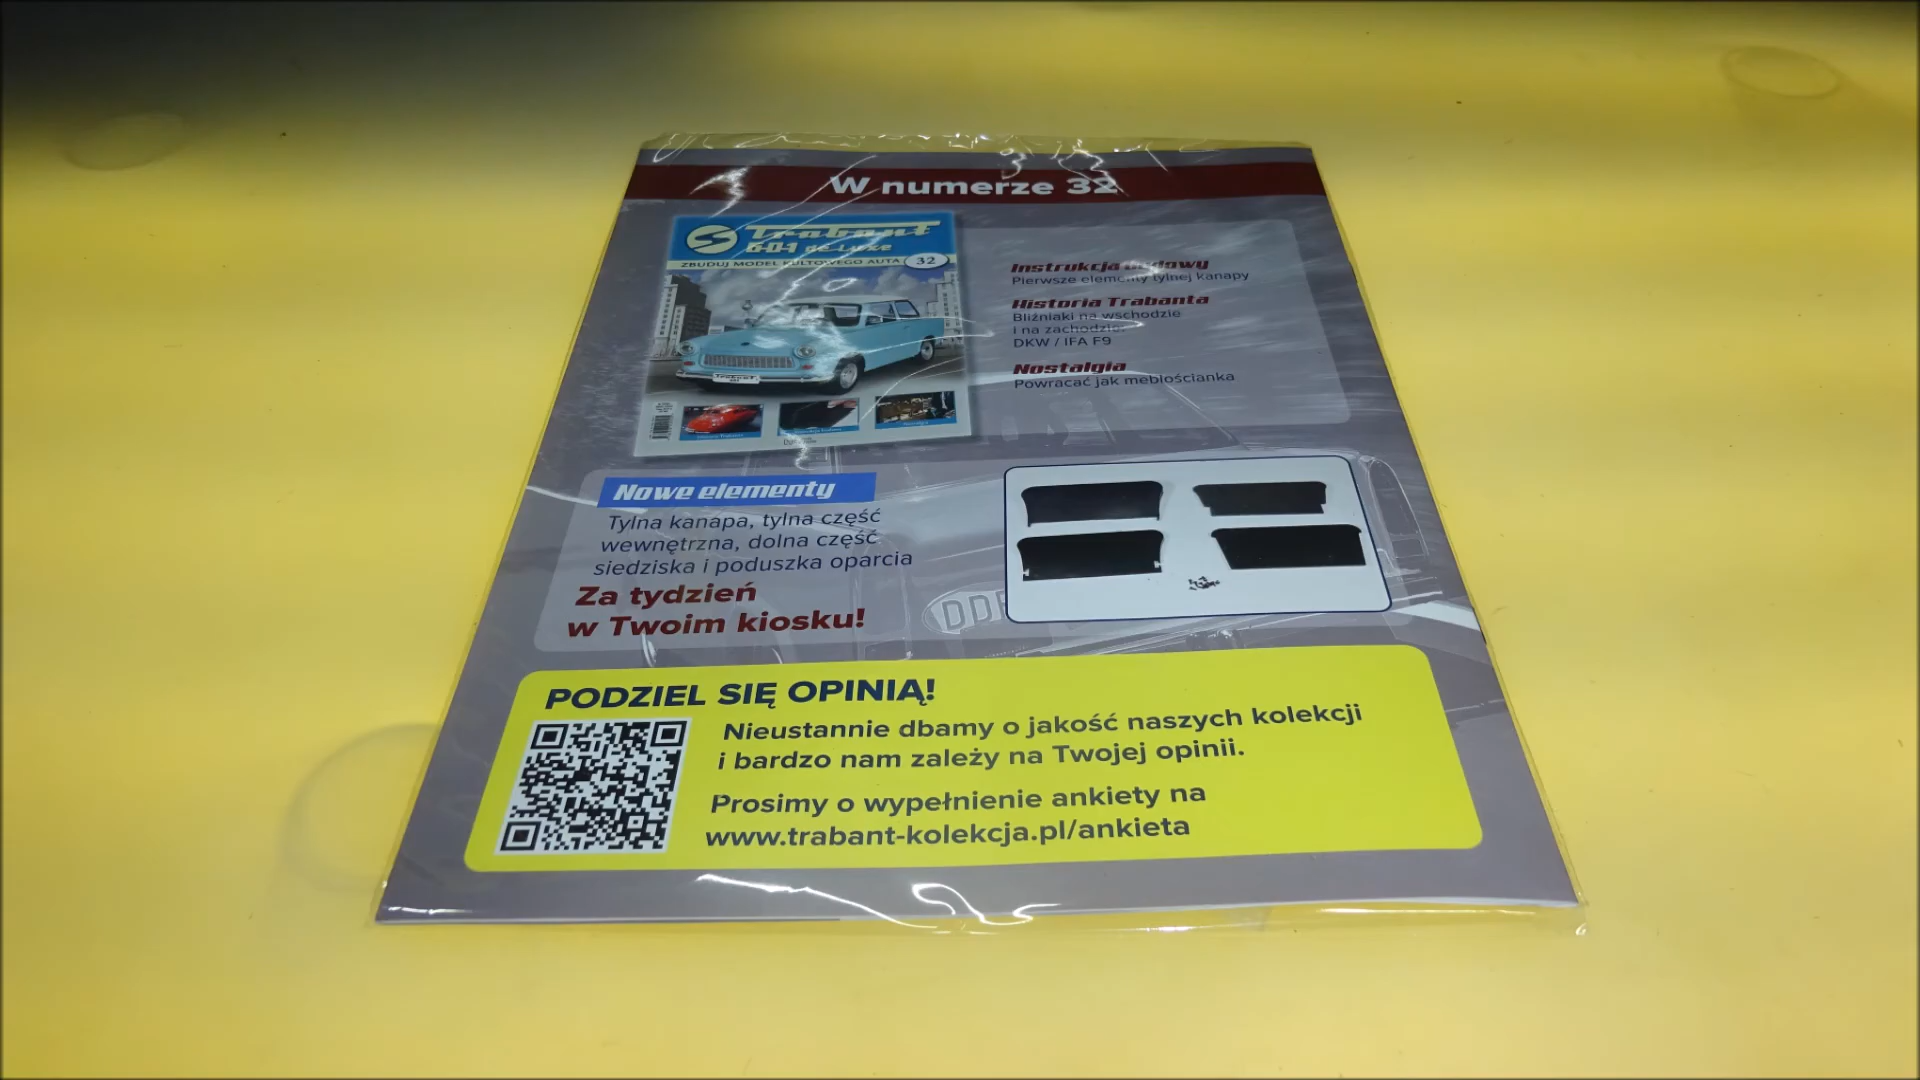 W numerze 32
Trabant
601 de Luxe
ZBUDUJ MODEL KULTOWEGO AUTA
32
Instrukcja budowy
Pierwsze elementy tylnej kanapy
Historia Trabanta
Bliźniaki na wschodzie
i na zachodzie.
DKW / IFA F9
Nostalgia
Powracać jak meblościanka
Nowe elementy
Tylna kanapa, tylna część
wewnętrzna, dolna część
siedziska i poduszka oparcia
Za tydzień
w Twoim kiosku!
DDR
PODZIEL SIĘ OPINIĄ!
Nieustannie dbamy o jakość naszych kolekcji
i bardzo nam zależy na Twojej opinii.
Prosimy o wypełnienie ankiety na
www.trabant-kolekcja.pl/ankieta